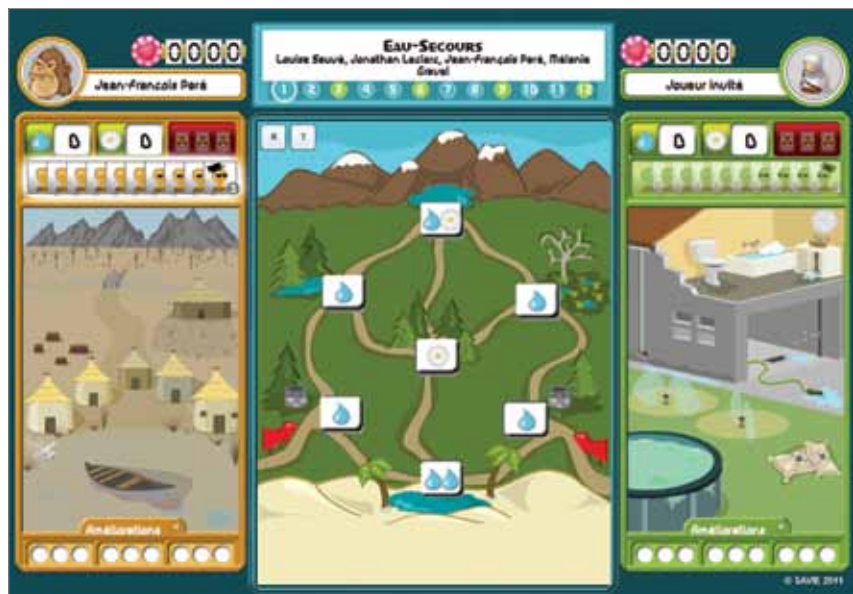 0000
Jean-François Paré
EAU-SECOURS
Louise Sauvé, Jonathan Leclerc, Jean-François Paré, Mélanie
Gravel
1 2 3 4 5 6 7 8 9 10 11 12
0000
Joueur invité
0 0
0 0
Améliorations
Améliorations
© SAVIE 2011